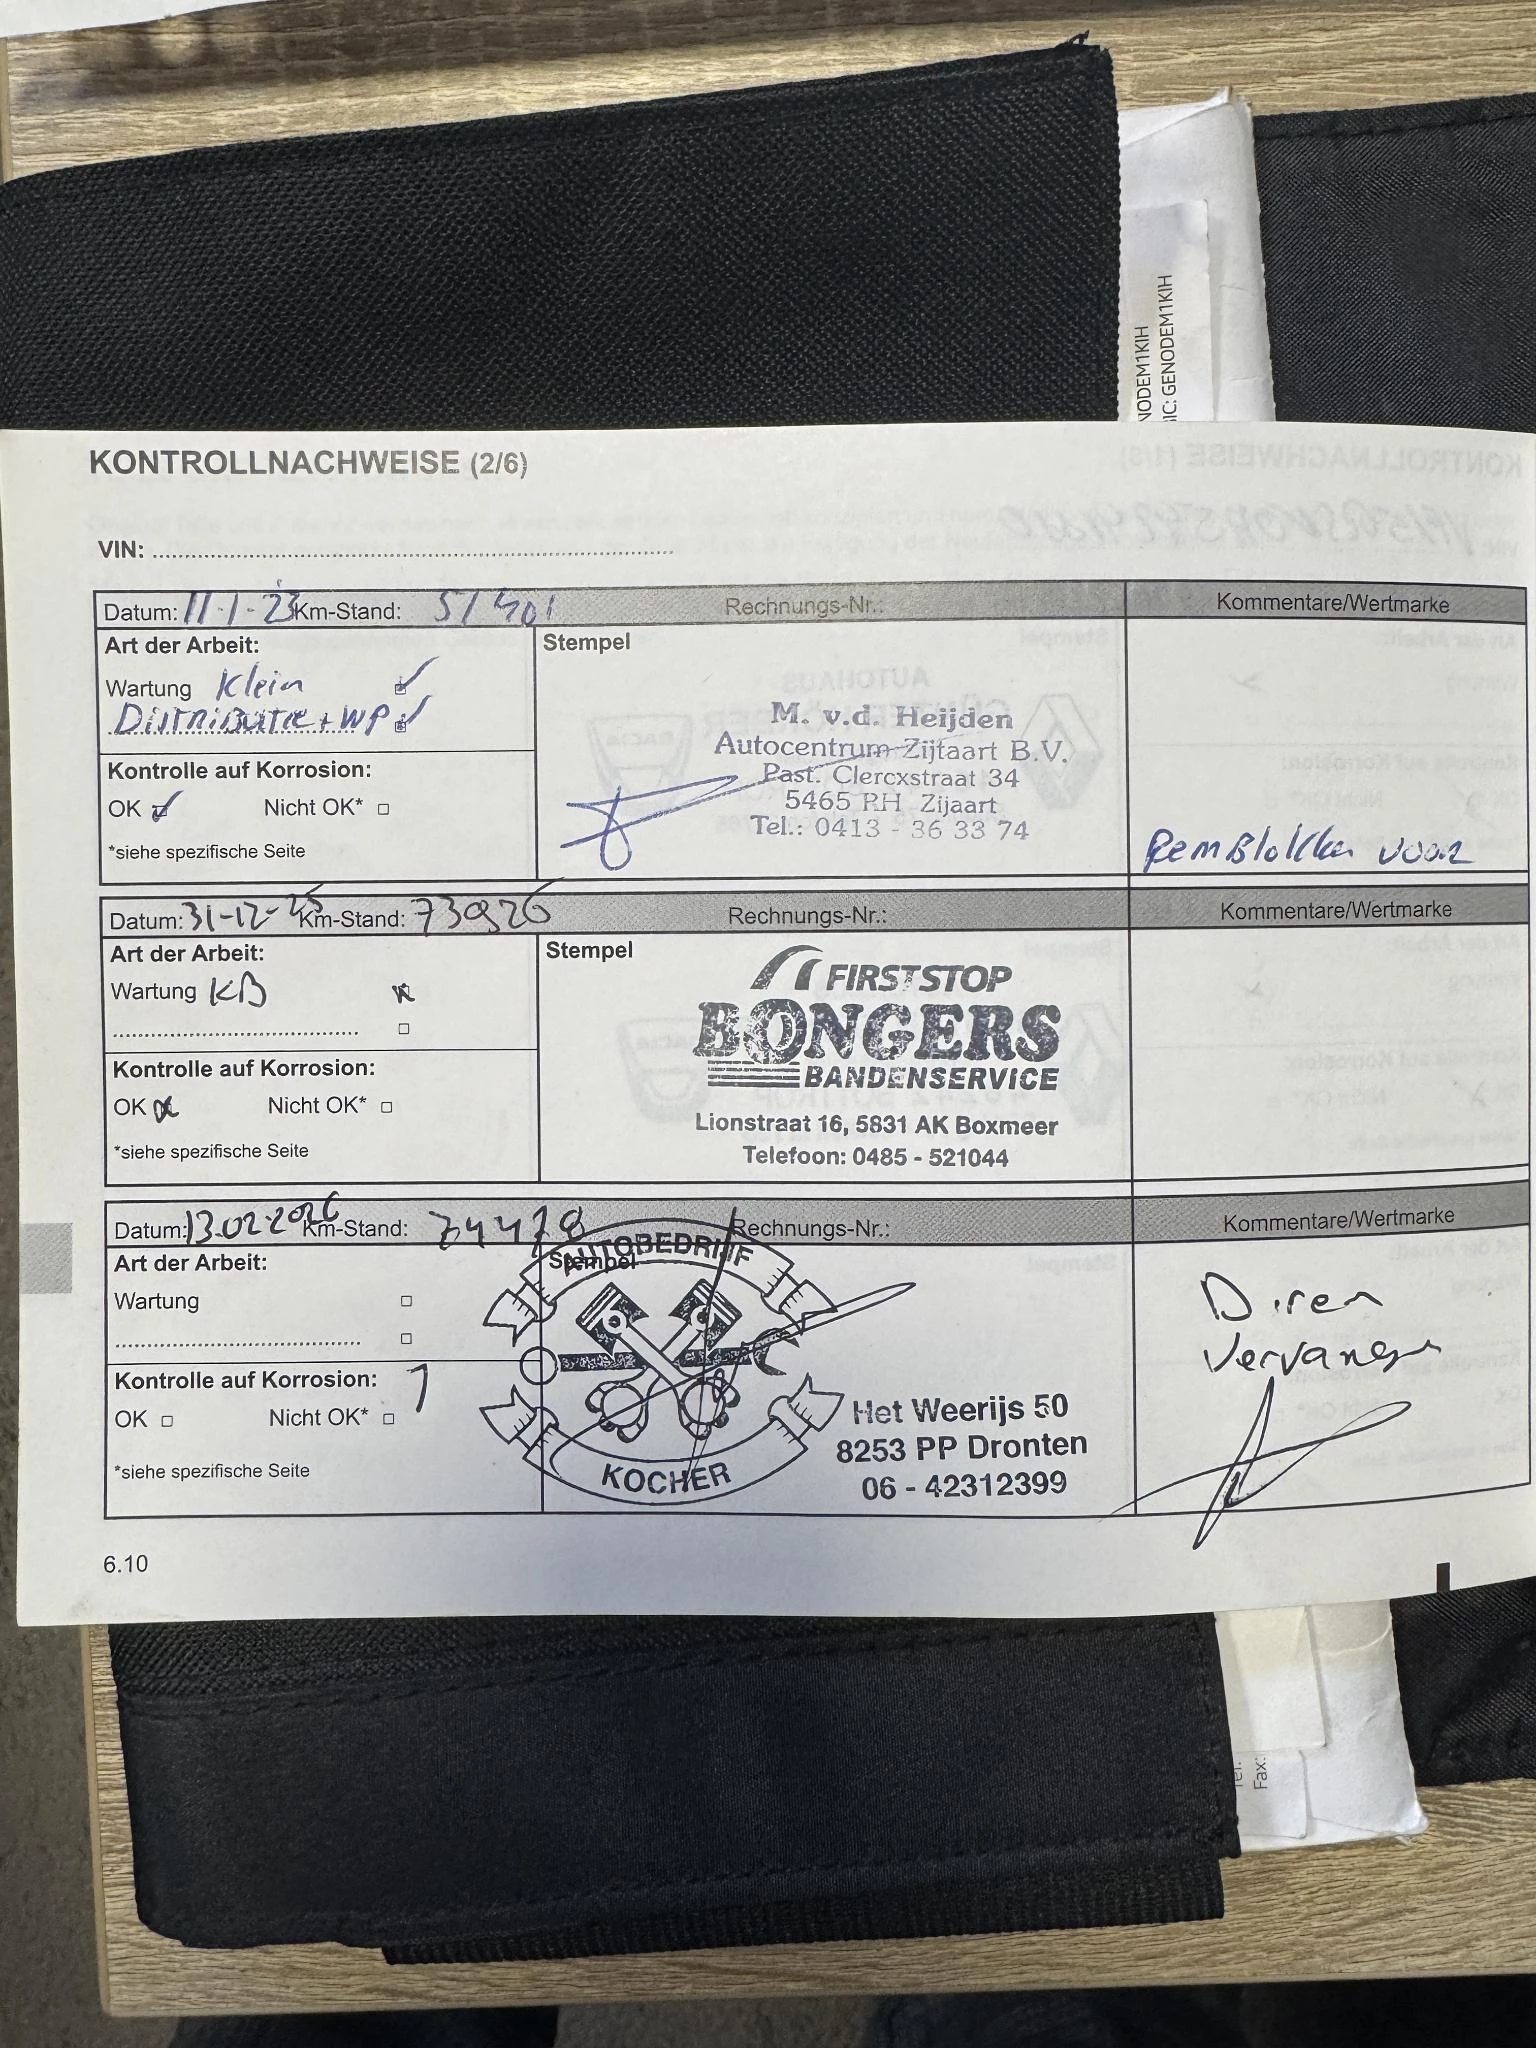 NODEM1KIH
IC: GENODEM1KIH
KONTROLLNACHWEISE (2/6)
VIN: ................
Datum: 11-1-23 Km-Stand: 51401 Rechnungs-Nr.: Kommentare/Wertmarke
Art der Arbeit:
Wartung Klein
Distributie + WP
Kontrolle auf Korrosion:
OK Nicht OK*
*siehe spezifische Seite
Stempel
M. v.d. Heijden
Autocentrum Zijtaart B.V.
Past. Clercxstraat 34
5465 RH Zijaart
Tel.: 0413 - 36 33 74
Remblokken voor
Datum: 31-12-25 Km-Stand: 73926 Rechnungs-Nr.: Kommentare/Wertmarke
Art der Arbeit:
Wartung KB
................
Kontrolle auf Korrosion:
OK Nicht OK*
*siehe spezifische Seite
Stempel
FIRSTSTOP
BONGERS
BANDENSERVICE
Lionstraat 16, 5831 AK Boxmeer
Telefoon: 0485 - 521044
Datum: 13.02.2026 Km-Stand: 74478 Rechnungs-Nr.: Kommentare/Wertmarke
Art der Arbeit:
Wartung
................
Kontrolle auf Korrosion:
OK Nicht OK*
*siehe spezifische Seite
Stempel
AUTOBEDRIJF
KOCHER
Het Weerijs 50
8253 PP Dronten
06 - 42312399
6.10
Fax: